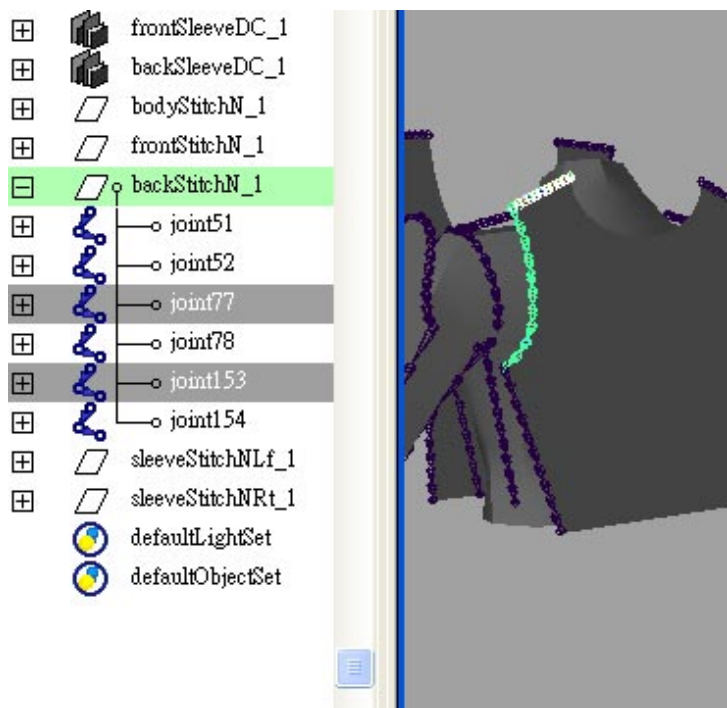 frontSleeveDC_1
backSleeveDC_1
bodyStitchN_1
frontStitchN_1
backStitchN_1
joint51
joint52
joint77
joint78
joint153
joint154
sleeveStitchNLf_1
sleeveStitchNRt_1
defaultLightSet
defaultObjectSet